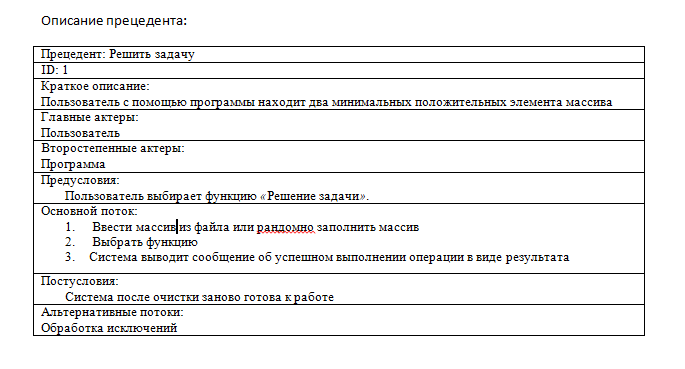 Описание прецедента:
Прецедент: Решить задачу
ID: 1
Краткое описание:
Пользователь с помощью программы находит два минимальных положительных элемента массива
Главные актеры:
Пользователь
Второстепенные актеры:
Программа
Предусловия:
Пользователь выбирает функцию «Решение задачи».
Основной поток:
1. Ввести массив из файла или рандомно заполнить массив
2. Выбрать функцию
3. Система выводит сообщение об успешном выполнении операции в виде результата
Постусловия:
Система после очистки заново готова к работе
Альтернативные потоки:
Обработка исключений